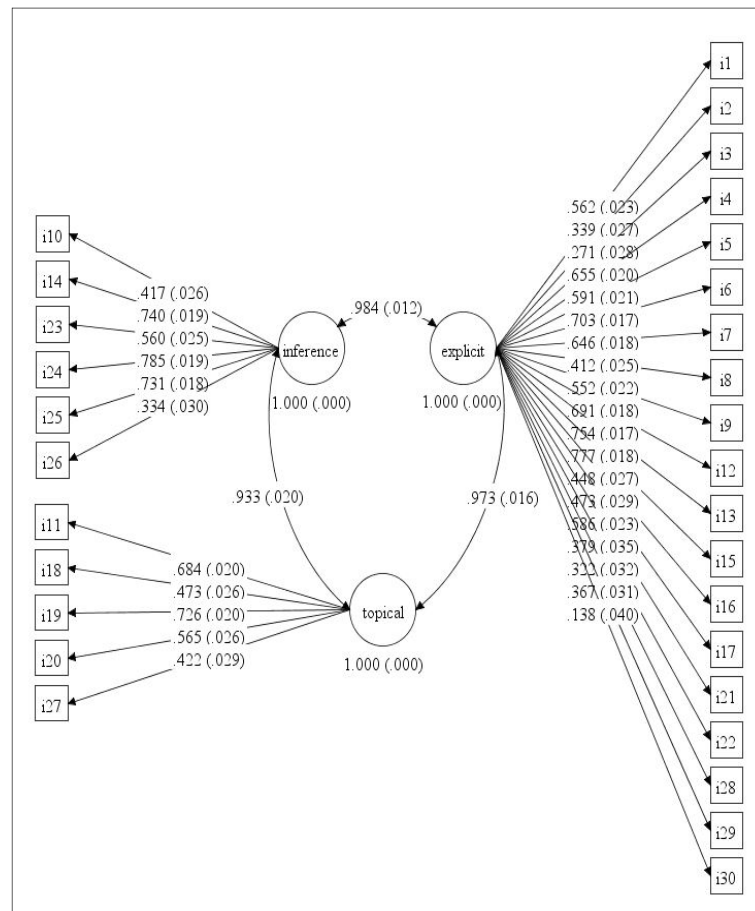 i1
i2
i3
i4
i5
i6
i7
i8
i9
i12
i13
i15
i16
i17
i21
i22
i28
i29
i30
.562 (.023)
.339 (.027)
.271 (.028)
.655 (.020)
.591 (.021)
.703 (.017)
.646 (.018)
.412 (.025)
.552 (.022)
.691 (.018)
.754 (.017)
.777 (.018)
.448 (.027)
.473 (.029)
.586 (.023)
.379 (.035)
.322 (.032)
.367 (.031)
.138 (.040)
i10
i14
i23
i24
i25
i26
.417 (.026)
.740 (.019)
.560 (.025)
.785 (.019)
.731 (.018)
.334 (.030)
.984 (.012)
inference
explicit
1.000 (.000)
1.000 (.000)
.933 (.020)
.973 (.016)
i11
i18
i19
i20
i27
.684 (.020)
.473 (.026)
.726 (.020)
.565 (.026)
.422 (.029)
topical
1.000 (.000)